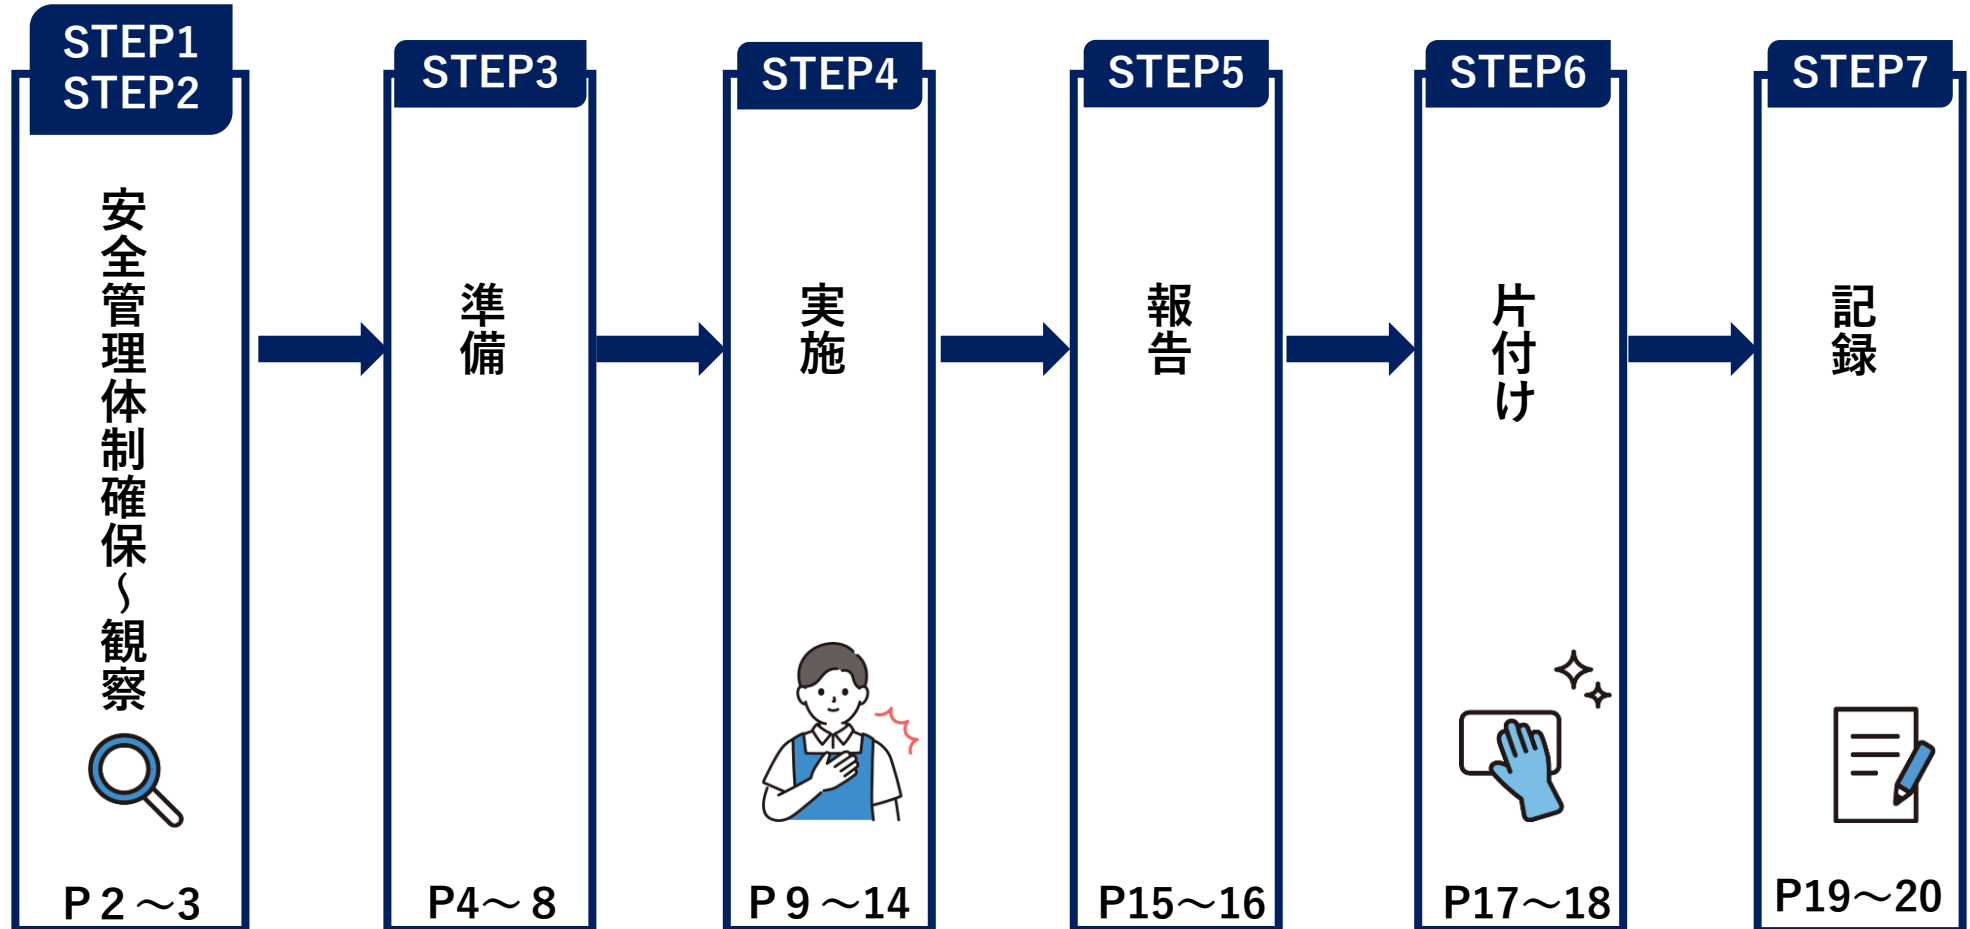 STEP1
STEP2
安全管理体制確保～観察
P２～3
STEP3
準備
P4～８
STEP4
実施
P９～14
STEP5
報告
P15～16
STEP6
片付け
P17～18
STEP7
記録
P19～20